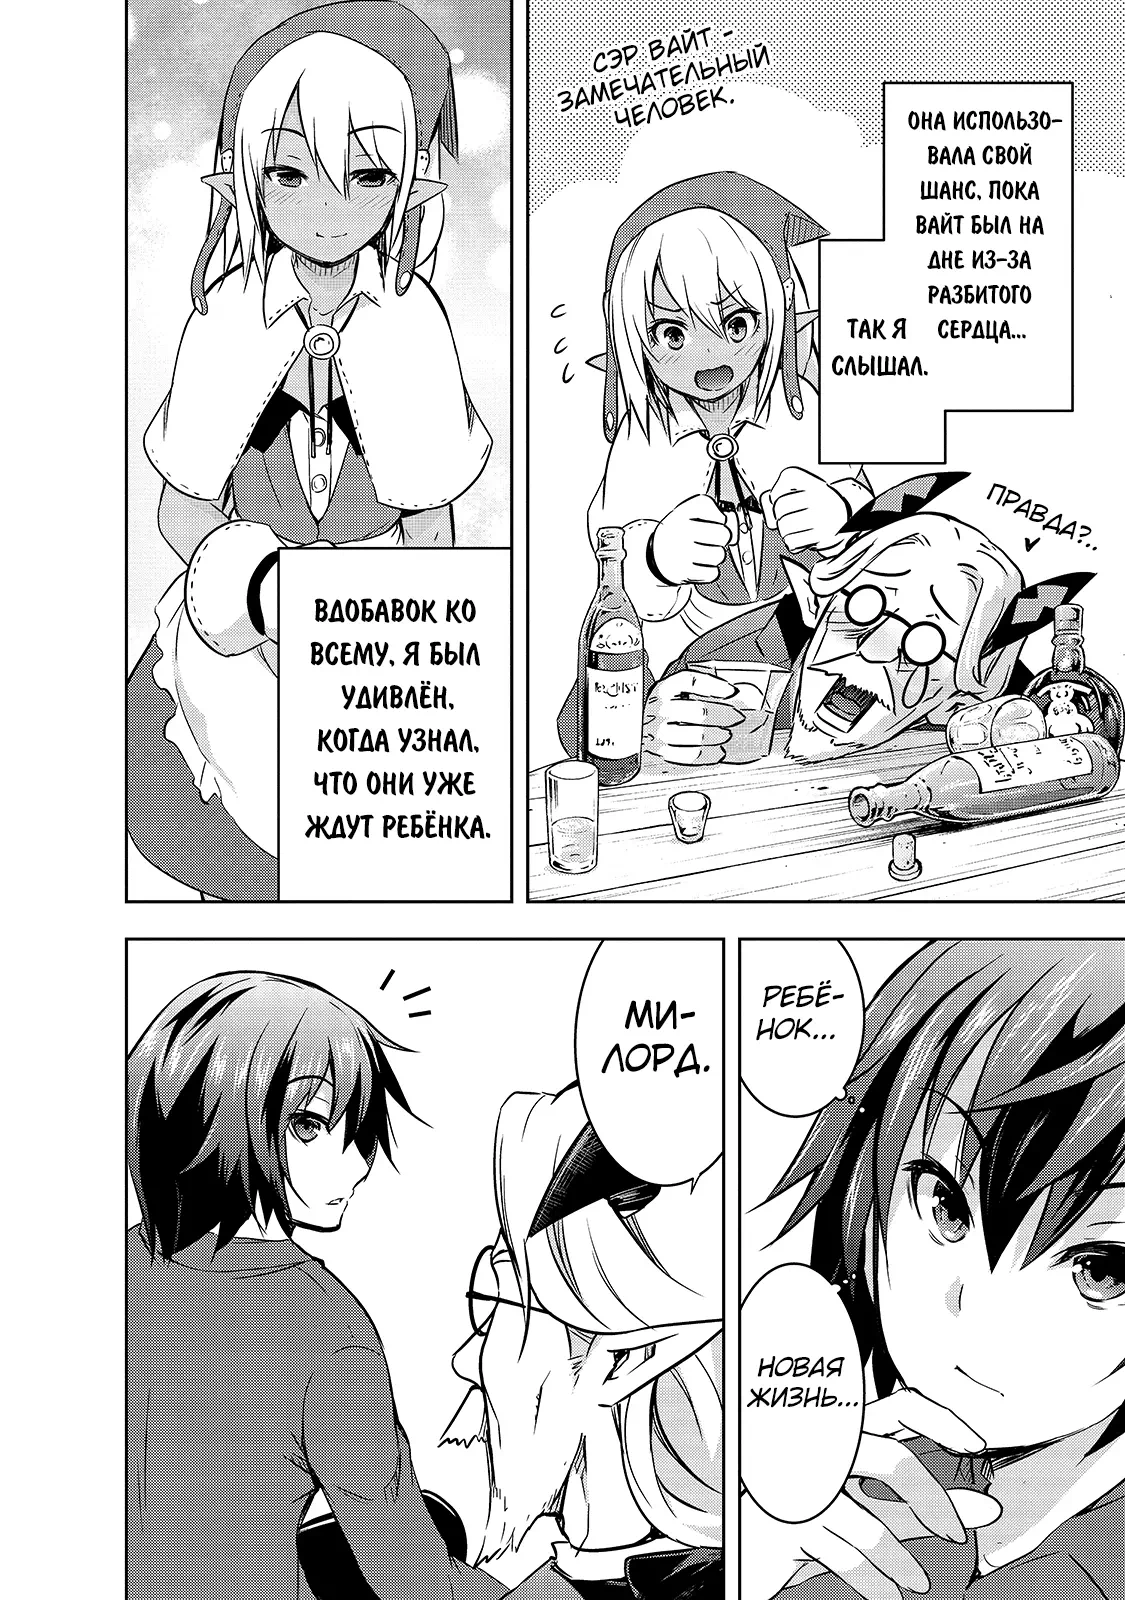 ОНА ИСПОЛЬЗО-
ВАЛА СВОЙ
ШАНС, ПОКА
ВАЙТ БЫЛ НА
ДНЕ ИЗ-ЗА
РАЗБИТОГО
СЕРДЦА...
ТАК Я
СЛЫШАЛ.
СЭР ВАЙТ -
ЗАМЕЧАТЕЛЬНЫЙ
ЧЕЛОВЕК.
ПРАВДА?..
ВДОБАВОК КО
ВСЕМУ, Я БЫЛ
УДИВЛЁН,
КОГДА УЗНАЛ,
ЧТО ОНИ УЖЕ
ЖДУТ РЕБЁНКА.
РЕБЁ-
НОК...
НОВАЯ
ЖИЗНЬ...
МИ-
ЛОРД.